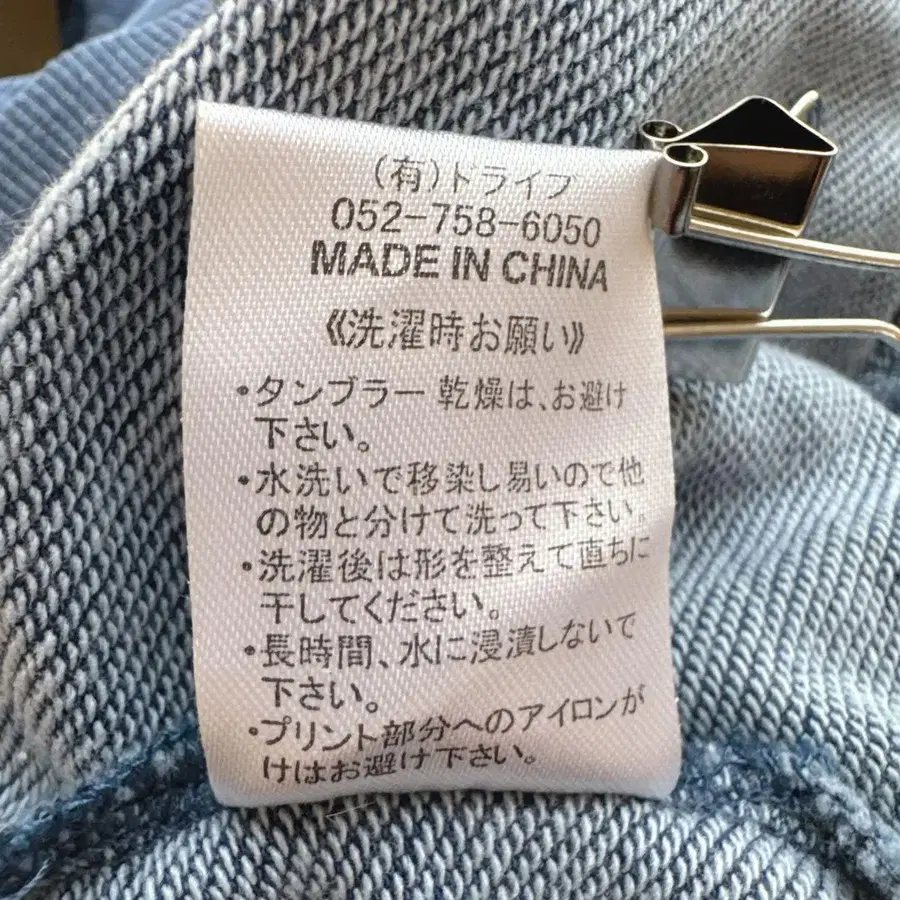 (有)ドライブ
052-758-6050
MADE IN CHINA
《洗濯時お願い》
・タンブラー乾燥は、お避け
下さい。
・水洗いで移染し易いので他
の物と分けて洗って下さい。
・洗濯後は形を整えて直ちに
干してください。
・長時間、水に浸漬しないで
下さい。
・プリント部分へのアイロンが
けはお避け下さい。